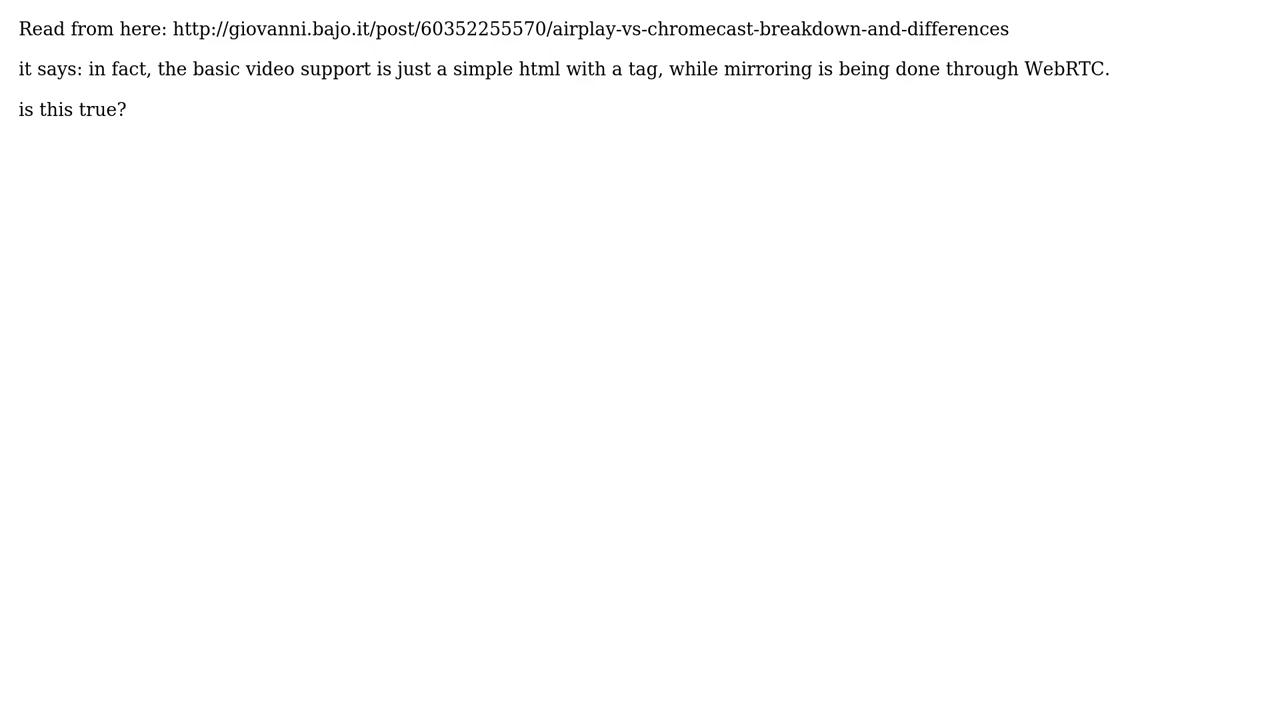 Read from here: http://giovanni.bajo.it/post/60352255570/airplay-vs-chromecast-breakdown-and-differences
it says: in fact, the basic video support is just a simple html with a tag, while mirroring is being done through WebRTC.
is this true?